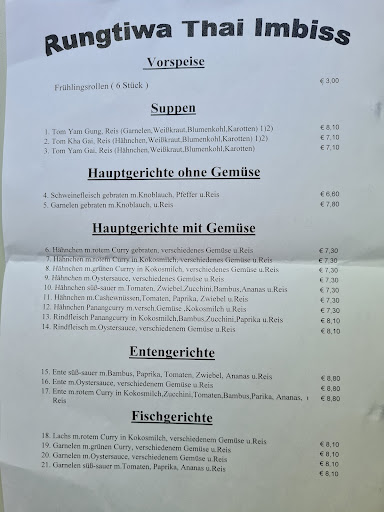 Rungtiwa Thai Imbiss
Vorspeise
Frühlingsrollen ( 6 Stück ) € 3,00
Suppen
1. Tom Yam Gung, Reis (Garnelen,Weißkraut,Blumenkohl,Karotten) 1)2) € 8,10
2. Tom Kha Gai, Reis (Hähnchen,Weißkraut,Blumenkohl,Karotten) 1)2) € 7,10
3. Tom Yam Gai, Reis (Hähnchen,Weißkraut,Blumenkohl,Karotten) € 7,10
Hauptgerichte ohne Gemüse
4. Schweinefleisch gebraten m.Knoblauch, Pfeffer u.Reis € 6,60
5. Garnelen gebraten m.Knoblauch, u.Reis € 7,80
Hauptgerichte mit Gemüse
6. Hähnchen m.rotem Curry gebraten, verschiedenes Gemüse u.Reis € 7,30
7. Hähnchen m.rotem Curry in Kokosmilch, verschiedenes Gemüse u.Reis € 7,30
8. Hähnchen m.grünen Curry in Kokosmilch, verschiedenes Gemüse u.Reis € 7,30
9. Hähnchen m.Oystersauce, verschiedenes Gemüse u.Reis € 7,30
10. Hähnchen süß-sauer m.Tomaten, Zwiebel,Zucchini,Bambus,Ananas u.Reis € 7,30
11. Hähnchen m.Cashewnüssen,Tomaten, Paprika, Zwiebel u.Reis € 7,30
12. Hähnchen Panangcurry m.versch.Gemüse ,Kokosmilch u.Reis € 7,30
13. Rindfleisch Panangcurry in Kokosmilch,Bambus,Zucchini,Paprika u.Reis € 8,10
14. Rindfleisch m.Oystersauce, verschiedenem Gemüse u.Reis € 8,10
Entengerichte
15. Ente süß-sauer m.Bambus, Paprika, Tomaten, Zwiebel, Ananas u.Reis € 8,80
16. Ente m.Oystersauce, verschiedenem Gemüse u.Reis € 8,80
17. Ente m.rotem Curry in Kokosmilch,Zucchini,Tomaten,Bambus,Parika, Ananas, € 8,80
Reis
Fischgerichte
18. Lachs m.rotem Curry in Kokosmilch, verschiedenem Gemüse u.Reis € 8,10
19. Garnelen m.grünem Curry, verschiedenem Gemüse u.Reis € 8,10
20. Garnelen m.Oystersauce, verschiedenem Gemüse u.Reis € 8,10
21. Garnelen süß-sauer m.Tomaten, Paprika, Ananas u.Reis € 8,10